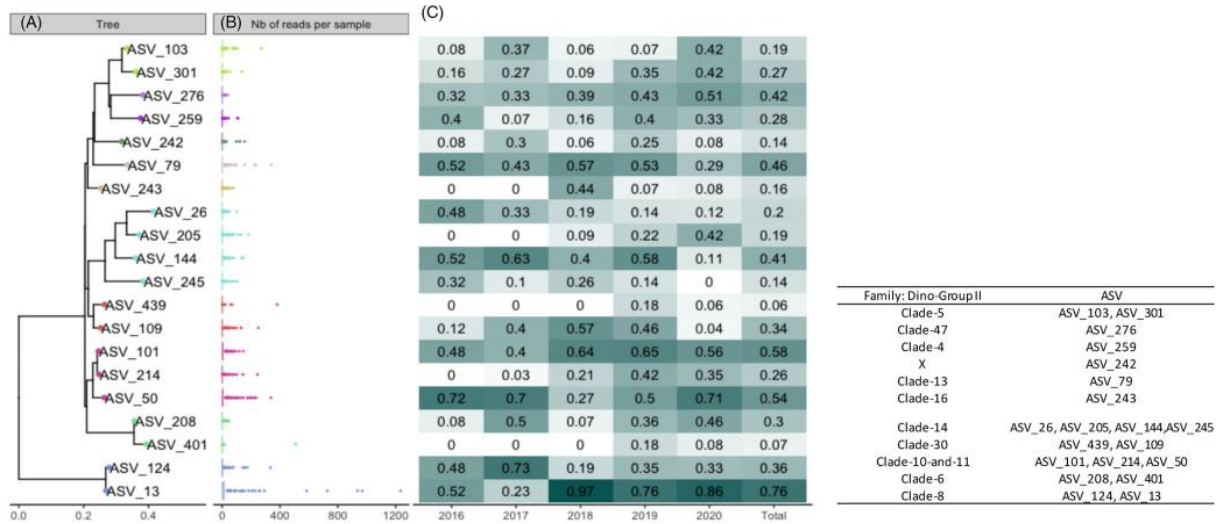 (A) Tree (B) Nb of reads per sample (C)
ASV_103 0.08 0.37 0.06 0.07 0.42 0.19
ASV_301 0.16 0.27 0.09 0.35 0.42 0.27
ASV_276 0.32 0.33 0.39 0.43 0.51 0.42
ASV_259 0.4 0.07 0.16 0.4 0.33 0.28
ASV_242 0.08 0.3 0.06 0.25 0.08 0.14
ASV_79 0.52 0.43 0.57 0.53 0.29 0.46
ASV_243 0 0 0.44 0.07 0.08 0.16
ASV_26 0.48 0.33 0.19 0.14 0.12 0.2
ASV_205 0 0 0.09 0.22 0.42 0.19
ASV_144 0.52 0.63 0.4 0.58 0.11 0.41
ASV_245 0.32 0.1 0.26 0.14 0 0.14
ASV_439 0 0 0 0.18 0.06 0.06
ASV_109 0.12 0.4 0.57 0.46 0.04 0.34
ASV_101 0.48 0.4 0.64 0.65 0.56 0.58
ASV_214 0 0.03 0.21 0.42 0.35 0.26
ASV_50 0.72 0.7 0.27 0.5 0.71 0.54
ASV_208 0.08 0.5 0.07 0.36 0.46 0.3
ASV_401 0 0 0 0.18 0.08 0.07
ASV_124 0.48 0.73 0.19 0.35 0.33 0.36
ASV_13 0.52 0.23 0.97 0.76 0.86 0.76
0.0 0.2 0.4 0 400 800 1200 2016 2017 2018 2019 2020 Total
Family: Dino-Group II ASV
Clade-5 ASV_103, ASV_301
Clade-47 ASV_276
Clade-4 ASV_259
X ASV_242
Clade-13 ASV_79
Clade-16 ASV_243
Clade-14 ASV_26, ASV_205, ASV_144,ASV_245
Clade-30 ASV_439, ASV_109
Clade-10-and-11 ASV_101, ASV_214,ASV_50
Clade-6 ASV_208, ASV_401
Clade-8 ASV_124, ASV_13